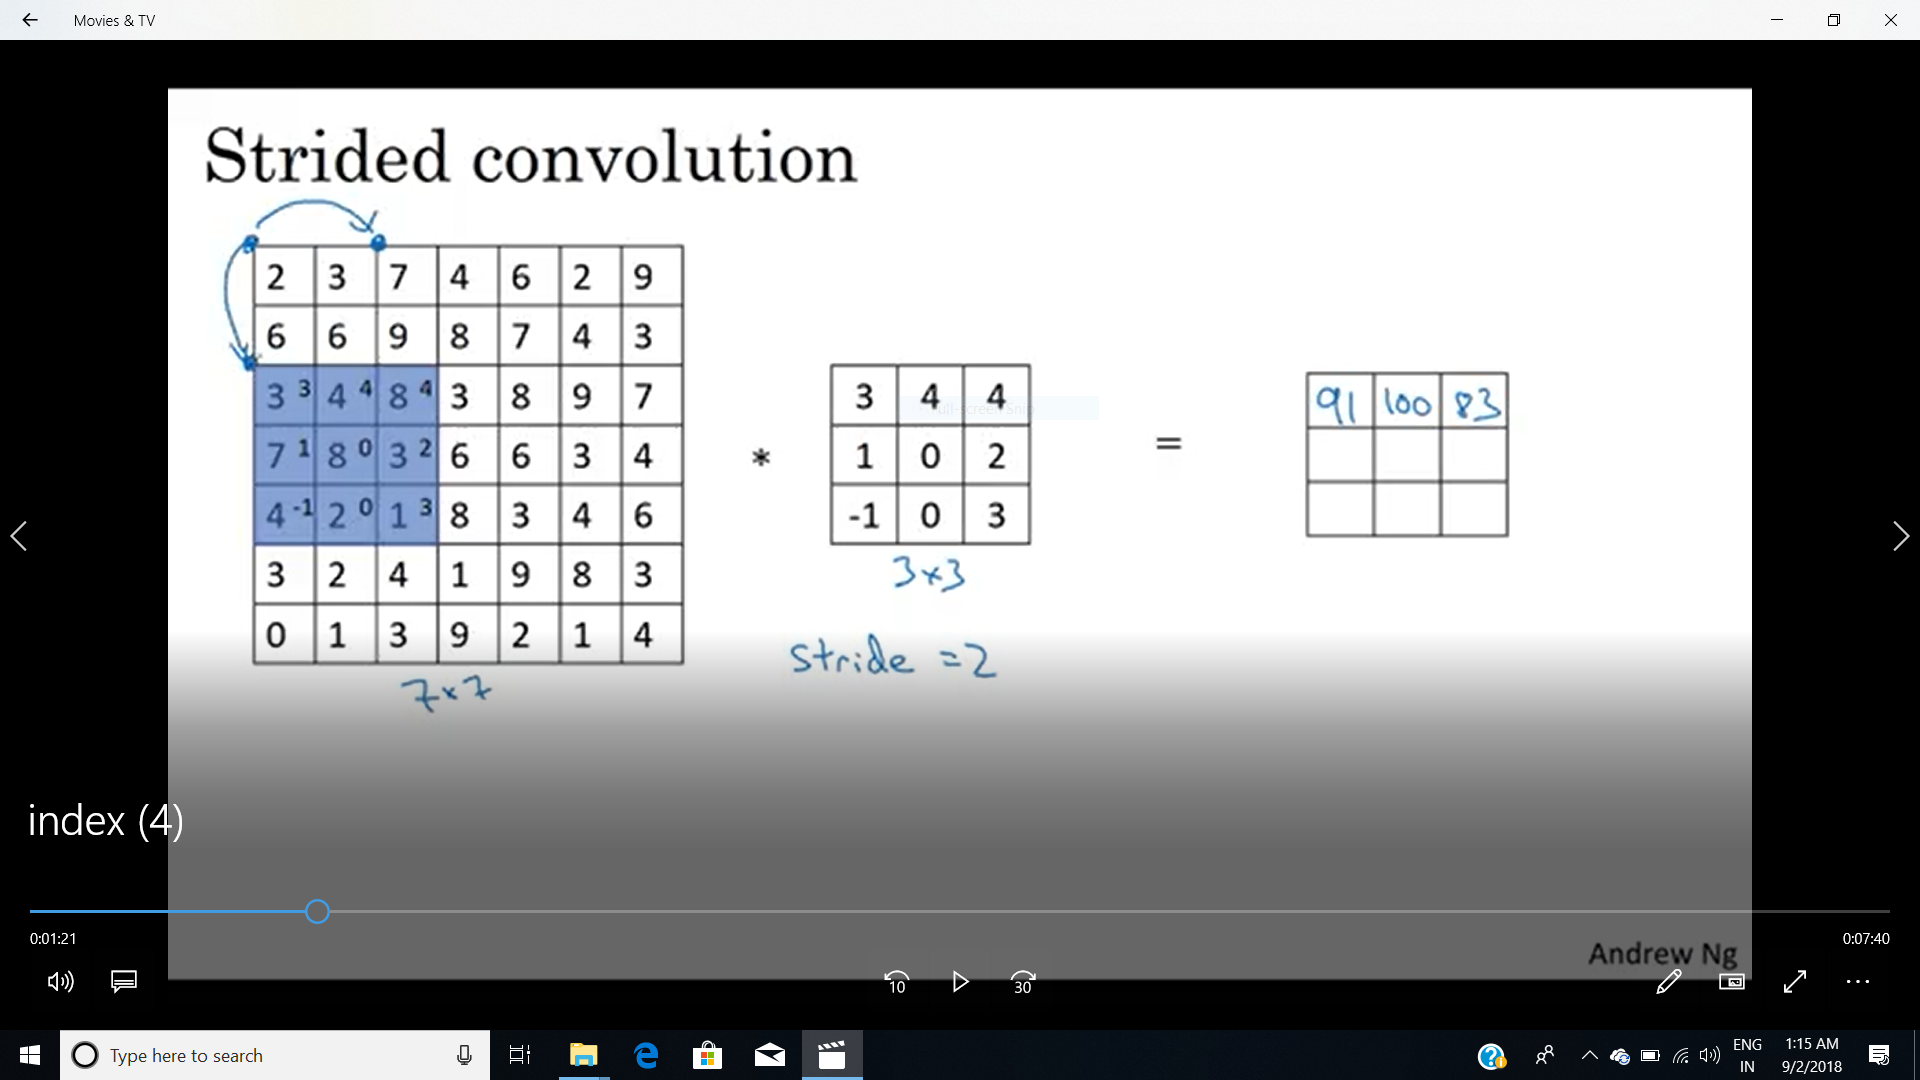 Movies & TV
Strided convolution
2 3 7 4 6 2 9
6 6 9 8 7 4 3
3 3 4 4 8 4 3 8 9 7
7 1 8 0 3 2 6 6 3 4
4 -1 2 0 1 3 8 3 4 6
3 2 4 1 9 8 3
0 1 3 9 2 1 4
7x7
*
3 4 4
1 0 2
-1 0 3
3x3
stride = 2
=
91 100 83
index (4)
0:01:21
0:07:40
Andrew Ng
10
30
Type here to search
ENG
IN
1:15 AM
9/2/2018